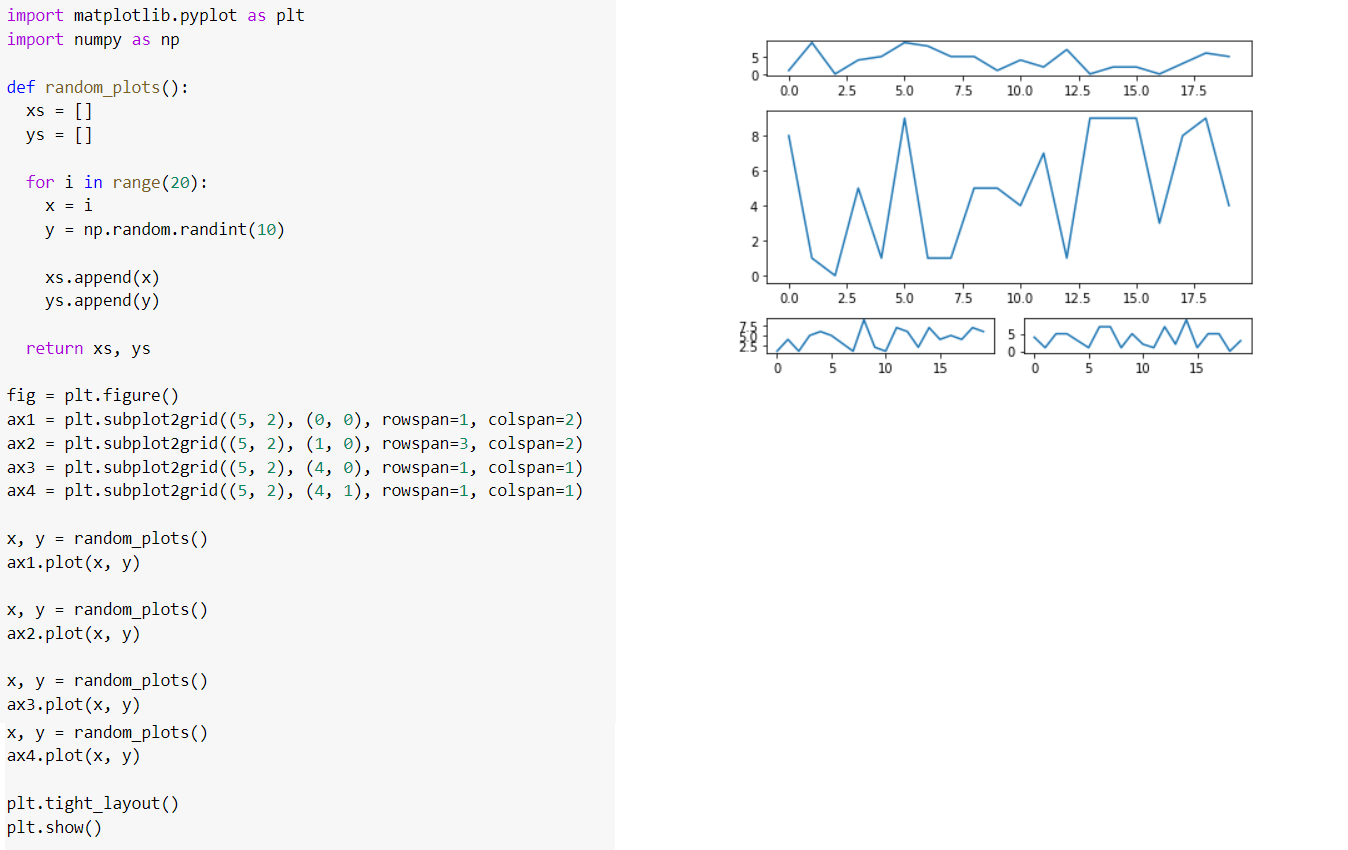 import matplotlib.pyplot as plt
import numpy as np
def random_plots():
xs = []
ys = []
for i in range(20):
x = i
y = np.random.randint(10)
xs.append(x)
ys.append(y)
return xs, ys
fig = plt.figure()
ax1 = plt.subplot2grid((5, 2), (0, 0), rowspan=1, colspan=2)
ax2 = plt.subplot2grid((5, 2), (1, 0), rowspan=3, colspan=2)
ax3 = plt.subplot2grid((5, 2), (4, 0), rowspan=1, colspan=1)
ax4 = plt.subplot2grid((5, 2), (4, 1), rowspan=1, colspan=1)
x, y = random_plots()
ax1.plot(x, y)
x, y = random_plots()
ax2.plot(x, y)
x, y = random_plots()
ax3.plot(x, y)
x, y = random_plots()
ax4.plot(x, y)
plt.tight_layout()
plt.show()
5
0
0.0 2.5 5.0 7.5 10.0 12.5 15.0 17.5
8
6
4
2
0
0.0 2.5 5.0 7.5 10.0 12.5 15.0 17.5
7.5
5.0
2.5
0 5 10 15
5
0
0 5 10 15